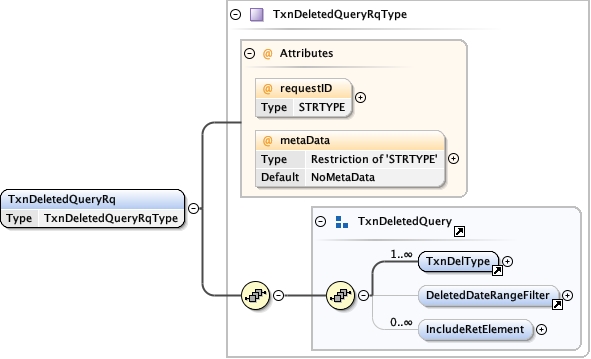 TxnDeletedQueryRqType
@ Attributes
@ requestID
Type STRTYPE
@ metaData
Type Restriction of 'STRTYPE'
Default NoMetaData
TxnDeletedQueryRq
Type TxnDeletedQueryRqType
TxnDeletedQuery
1..∞ TxnDelType
DeletedDateRangeFilter
0..∞ IncludeRetElement